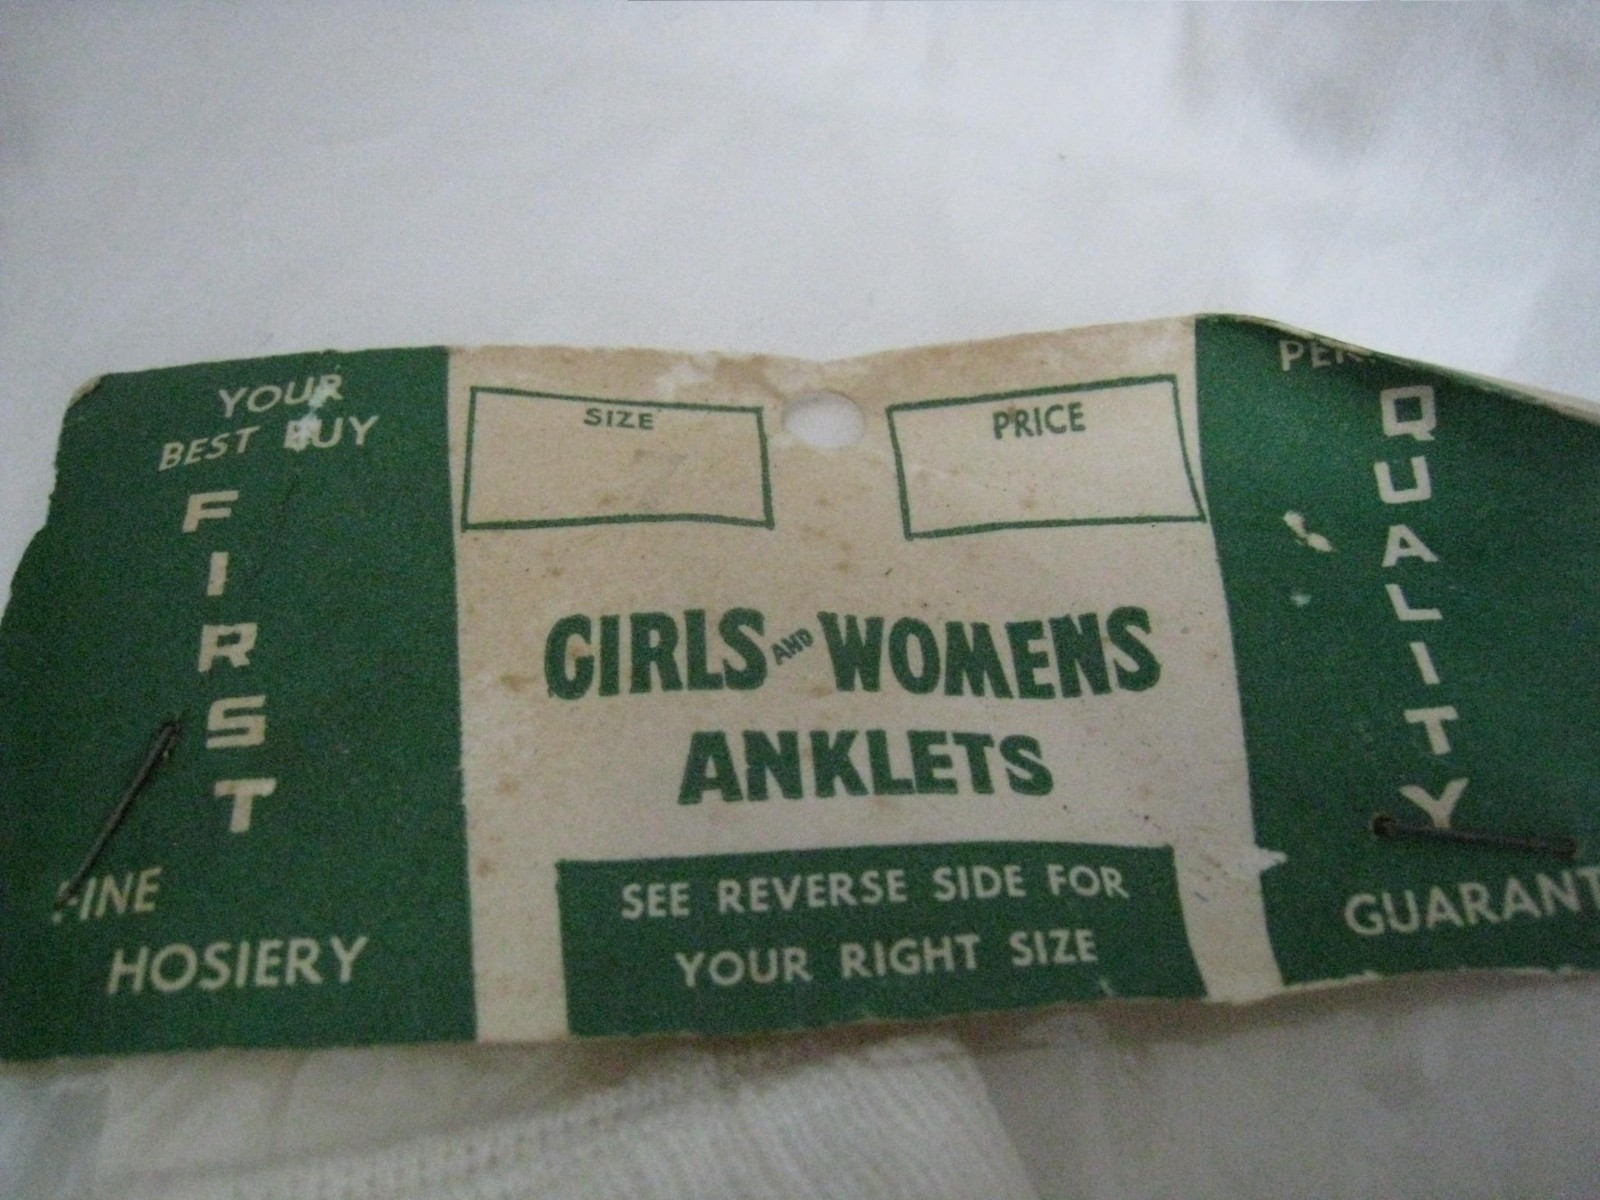 YOUR
BEST BUY
FIRST
FINE
HOSIERY
SIZE
PRICE
GIRLS AND WOMENS
ANKLETS
SEE REVERSE SIDE FOR
YOUR RIGHT SIZE
QUALITY